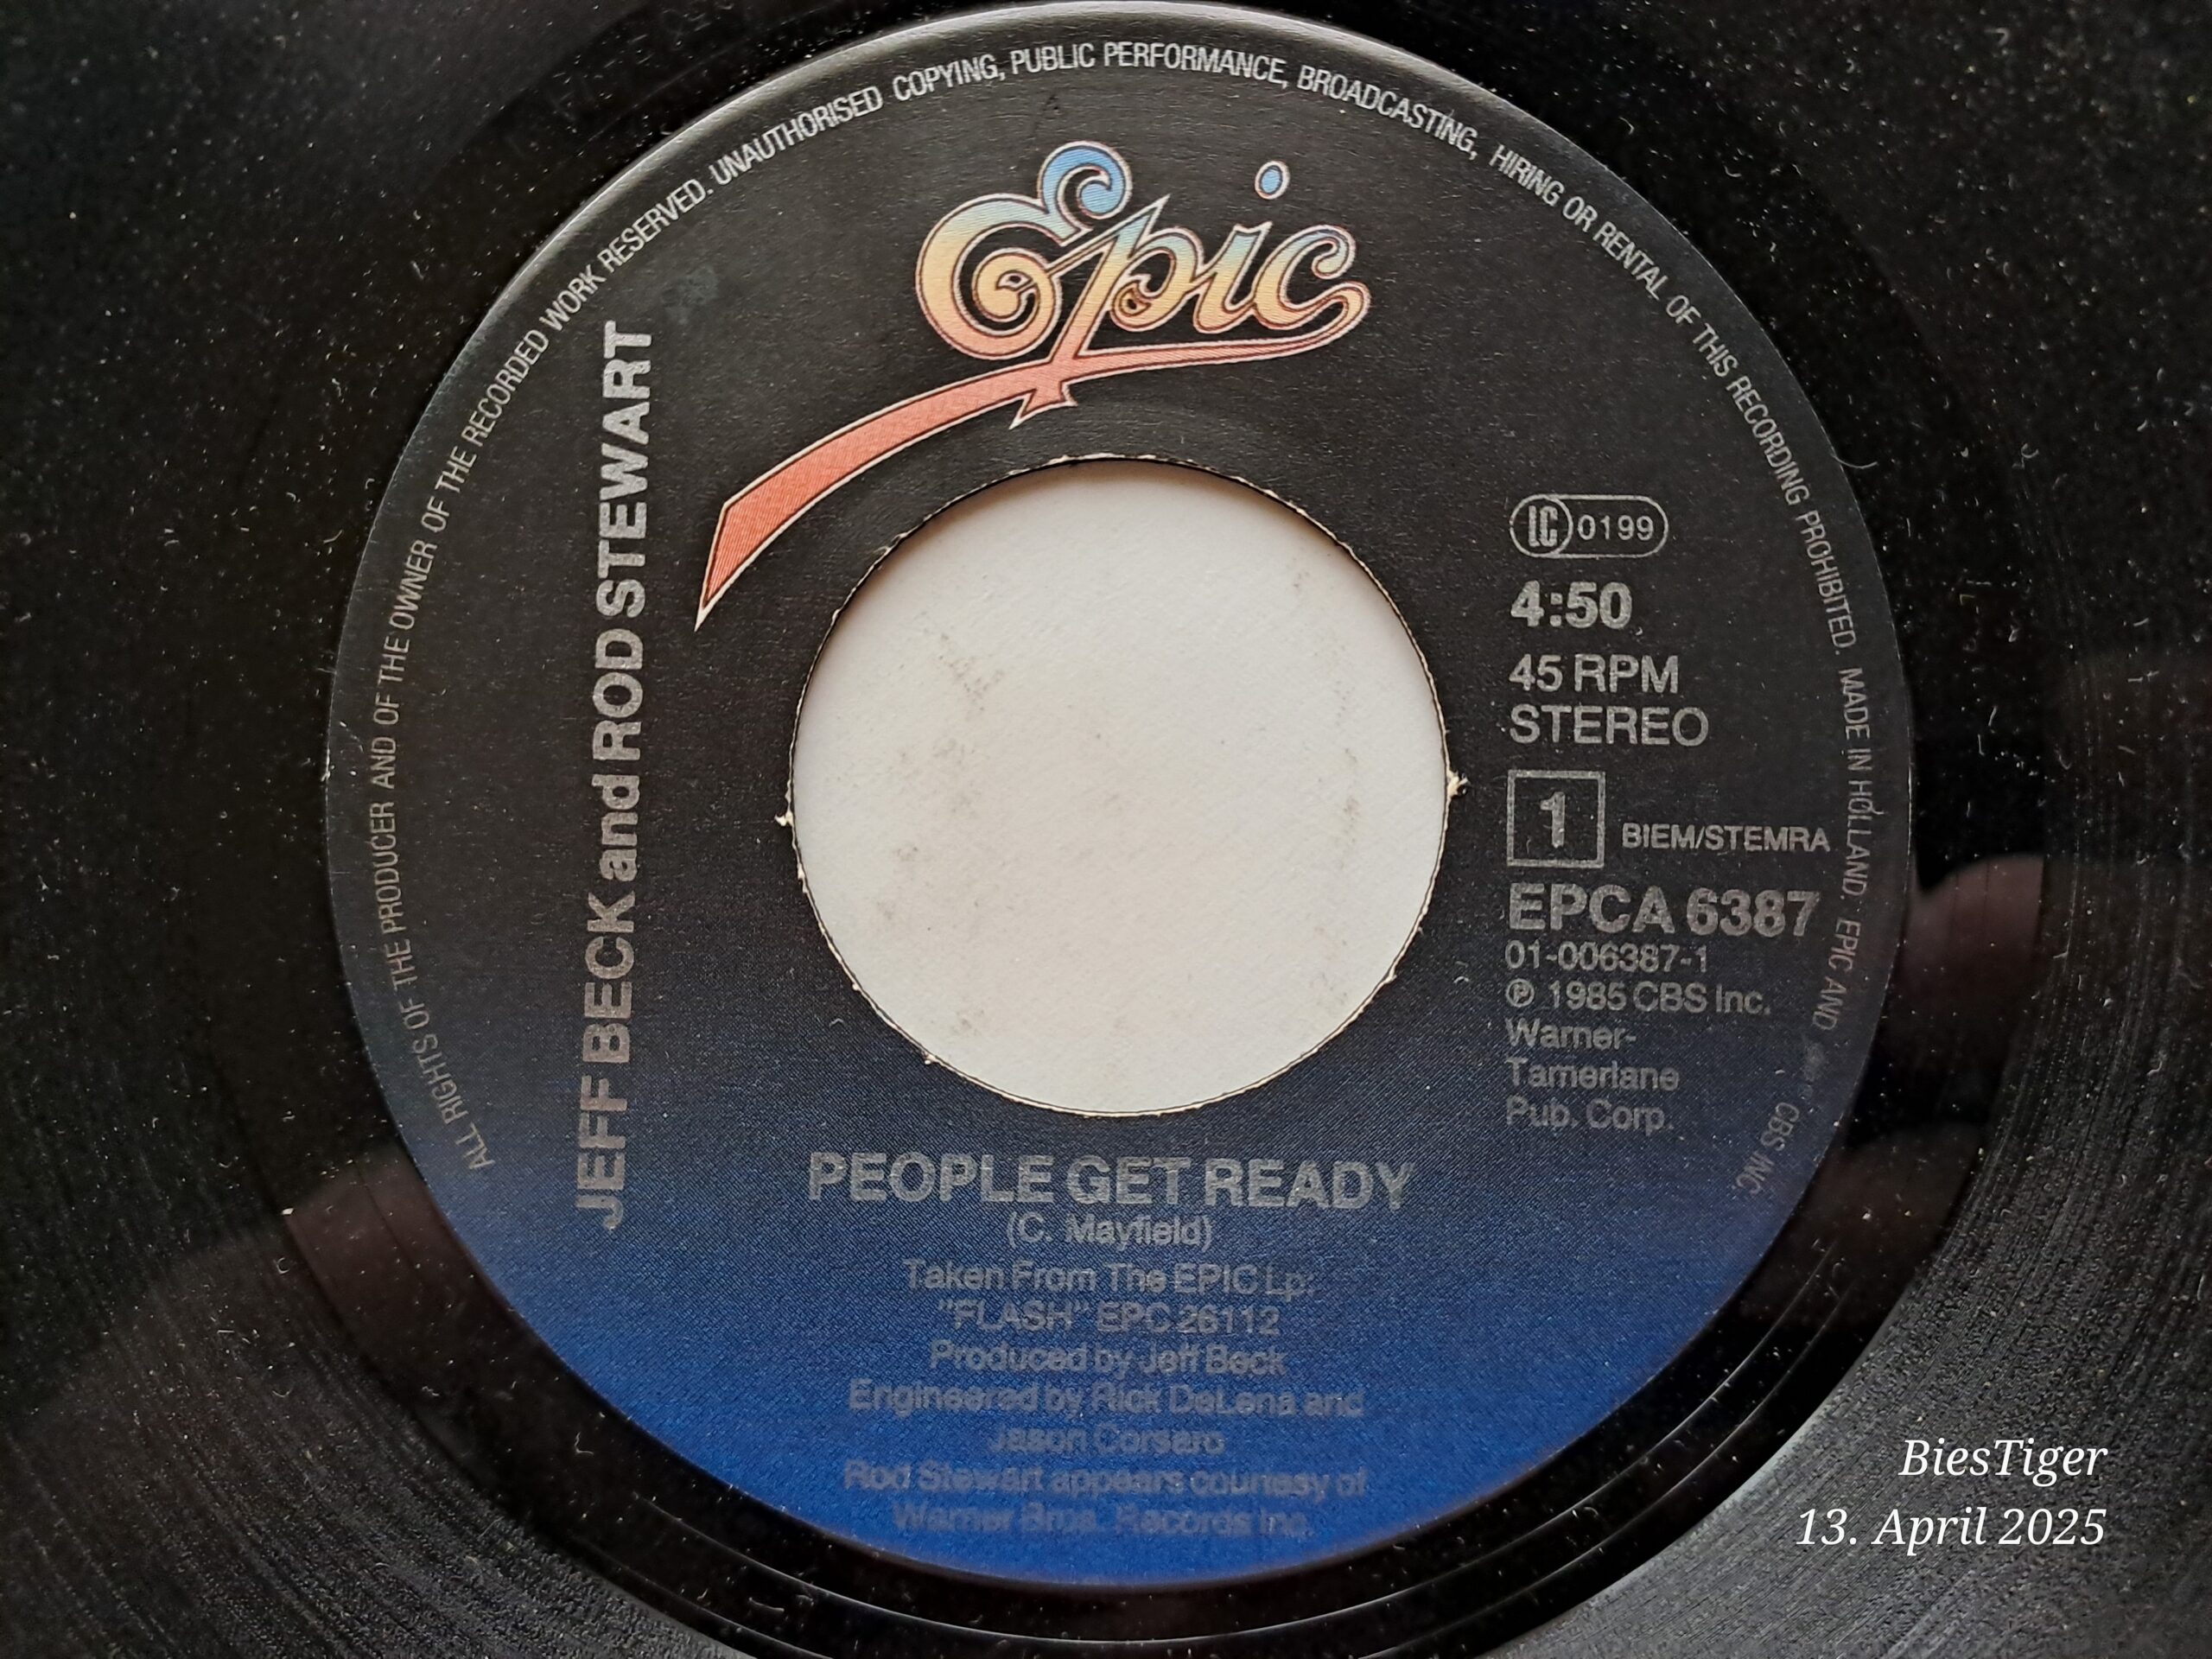 ALL RIGHTS OF THE PRODUCER AND OF THE OWNER OF THE RECORDED WORK RESERVED. UNAUTHORISED COPYING, PUBLIC PERFORMANCE, BROADCASTING, HIRING OR RENTAL OF THIS RECORDING PROHIBITED. MADE IN HOLLAND. EPIC AND CBS INC.
Epic
JEFF BECK and ROD STEWART
LC 0199
4:50
45 RPM
STEREO
1 BIEM/STEMRA
EPCA 6387
01-006387-1
℗ 1985 CBS Inc.
Warner-
Tamerlane
Pub. Corp.
PEOPLE GET READY
(C. Mayfield)
Taken From The EPIC Lp:
"FLASH" EPC 26112
Produced by Jeff Beck
Engineered by Rick DeLena and
Jason Corsaro
Rod Stewart appears courtesy of
Warner Bros. Records Inc.
BiesTiger
13. April 2025